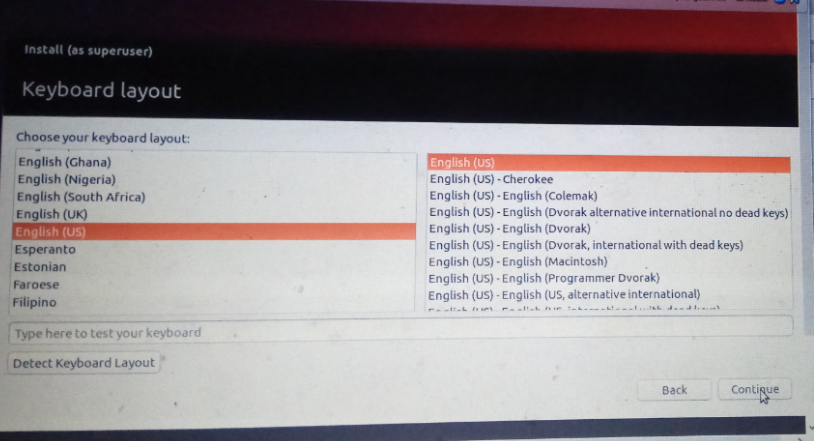 Install (as superuser)
Keyboard layout
Choose your keyboard layout:
English (Ghana)
English (Nigeria)
English (South Africa)
English (UK)
English (US)
Esperanto
Estonian
Faroese
Filipino
English (US)
English (US) - Cherokee
English (US) - English (Colemak)
English (US) - English (Dvorak alternative international no dead keys)
English (US) - English (Dvorak)
English (US) - English (Dvorak, international with dead keys)
English (US) - English (Macintosh)
English (US) - English (Programmer Dvorak)
English (US) - English (US, alternative international)
Type here to test your keyboard
Detect Keyboard Layout
Back
Continue